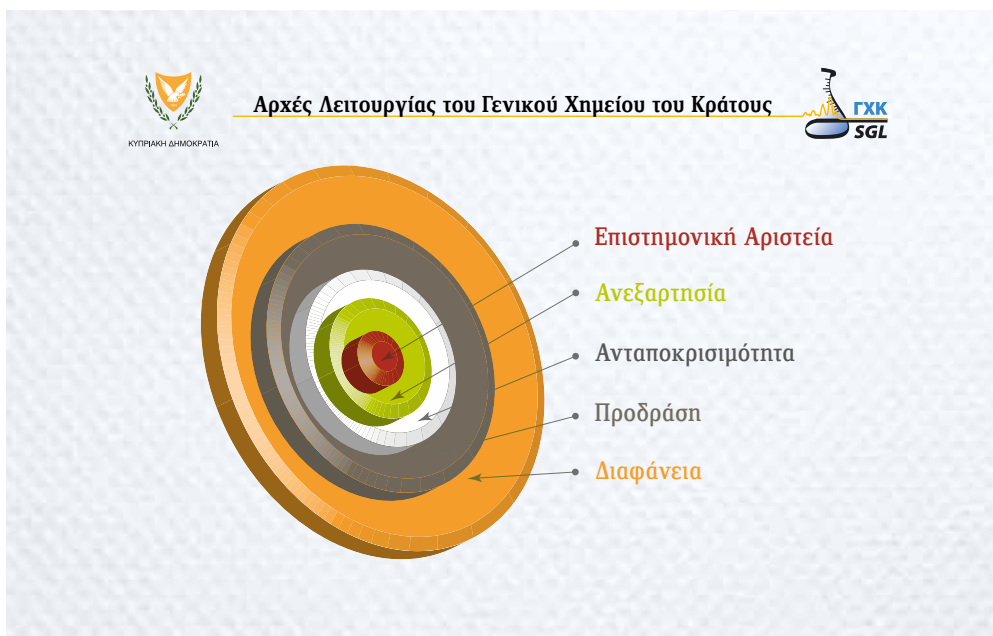 Αρχές Λειτουργίας του Γενικού Χημείου του Κράτους
ΓΧΚ
SGL
ΚΥΠΡΙΑΚΗ ΔΗΜΟΚΡΑΤΙΑ
Επιστημονική Αριστεία
Ανεξαρτησία
Ανταποκρισιμότητα
Προδράση
Διαφάνεια